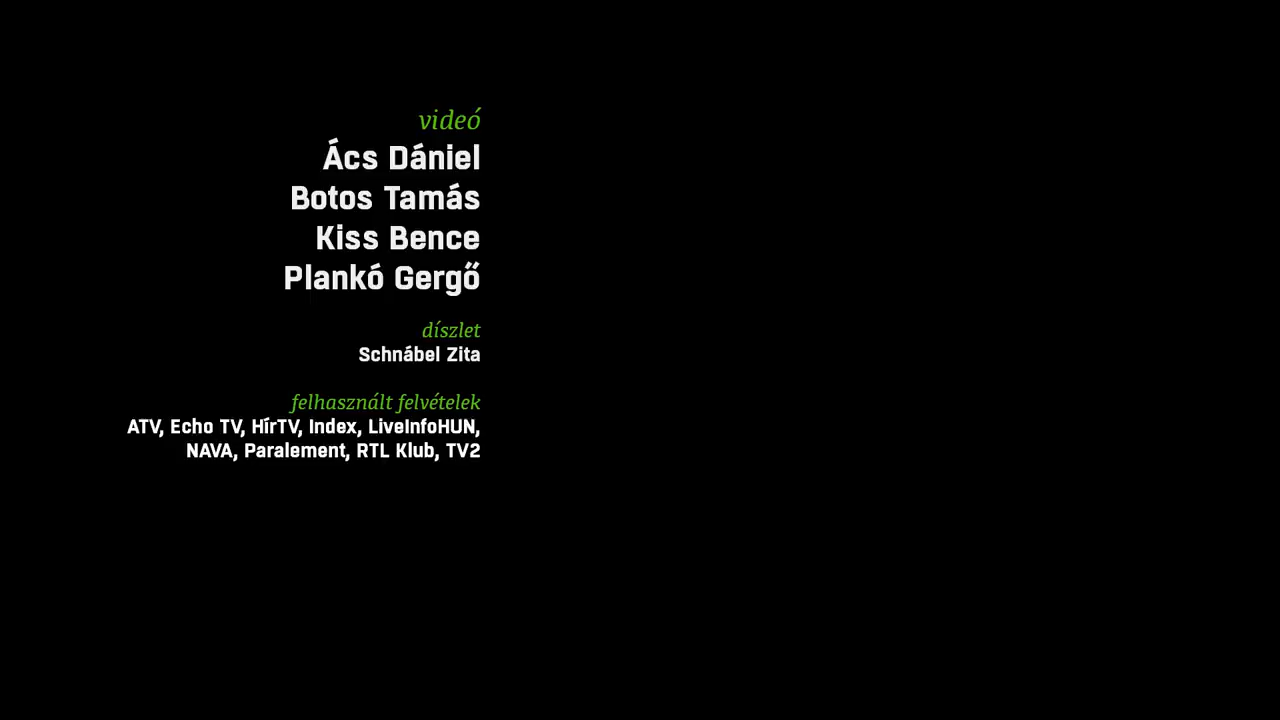 videó
Ács Dániel
Botos Tamás
Kiss Bence
Plankó Gergő
díszlet
Schnábel Zita
felhasznált felvételek
ATV, Echo TV, HírTV, Index, LiveInfoHUN,
NAVA, Paralement, RTL Klub, TV2